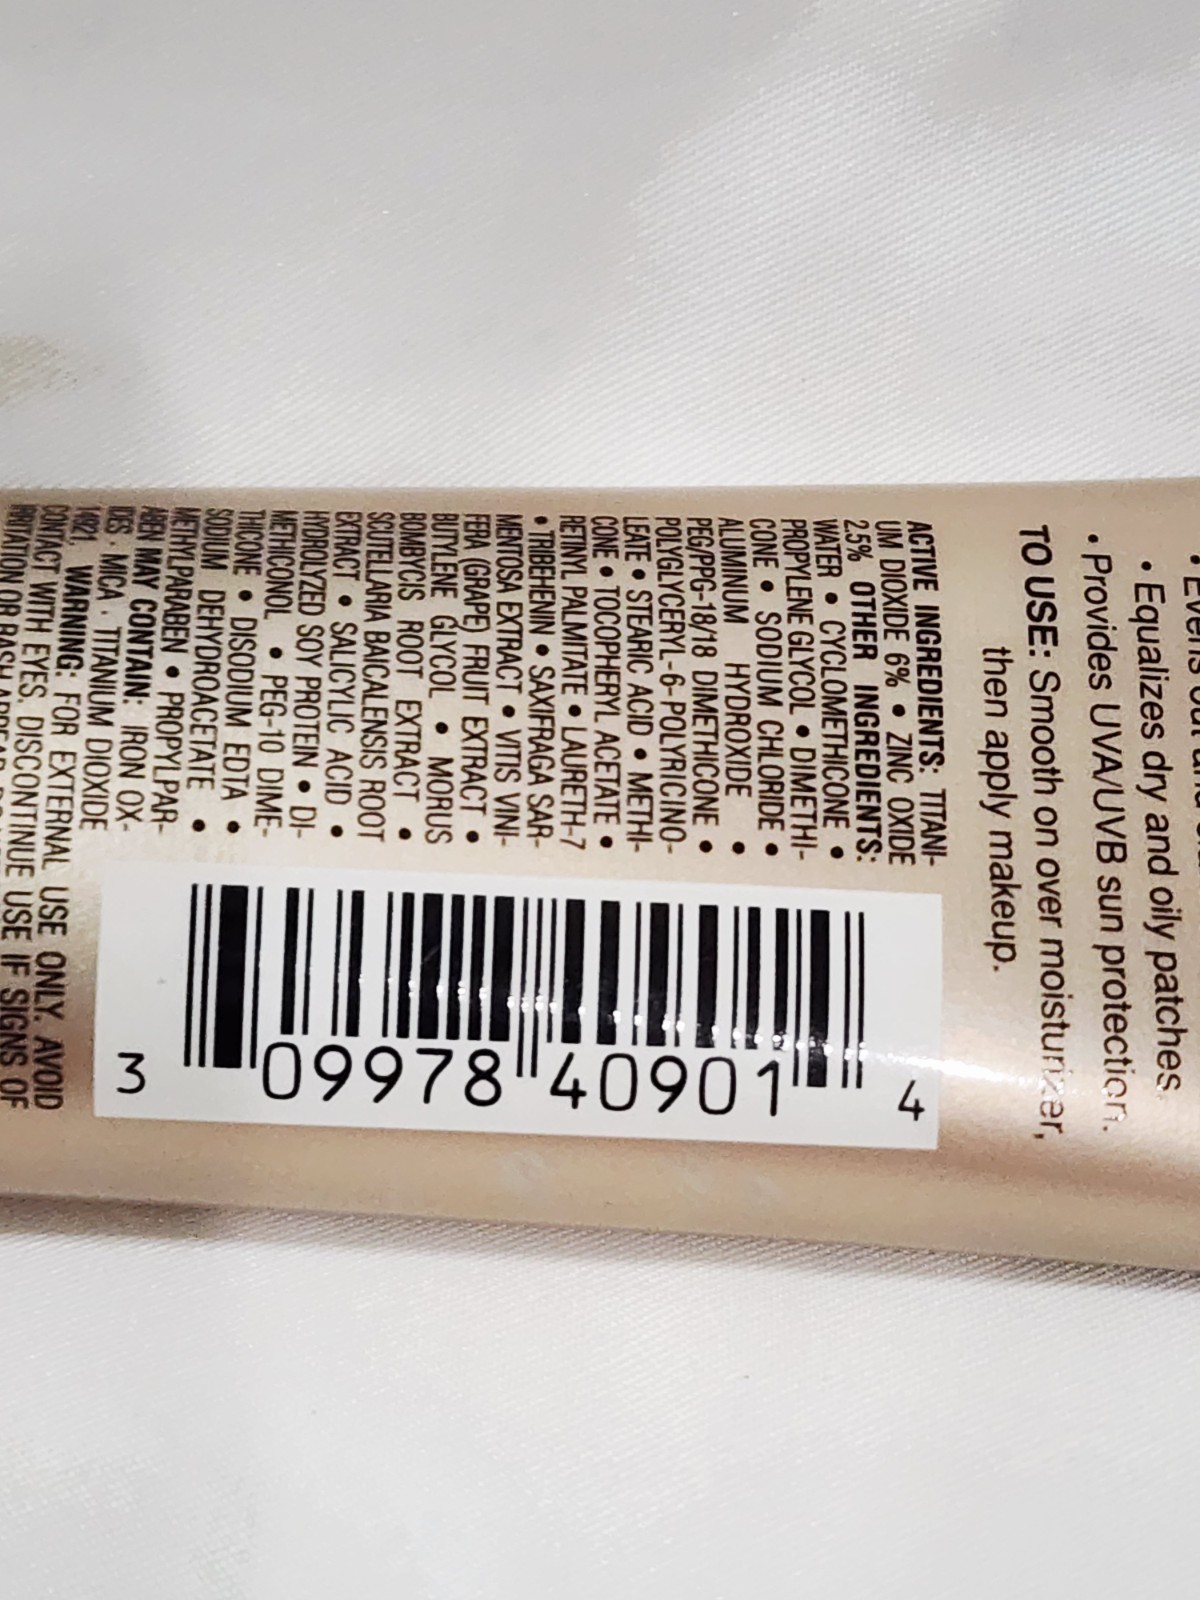 • Equalizes dry and oily patches.
• Provides UVA/UVB sun protection.
TO USE: Smooth on over moisturizer,
then apply makeup.
ACTIVE INGREDIENTS: TITANI-
UM DIOXIDE 6% • ZINC OXIDE
2.5% OTHER INGREDIENTS:
WATER • CYCLOMETHICONE •
PROPYLENE GLYCOL • DIMETHI-
CONE • SODIUM CHLORIDE •
ALUMINUM HYDROXIDE •
PEG/PPG-18/18 DIMETHICONE •
POLYGLYCERYL-6-POLYRICINO-
LEATE • STEARIC ACID • METHI-
CONE • TOCOPHERYL ACETATE •
RETINYL PALMITATE • LAURETH-7
• TRIBEHENIN • SAXIFRAGA SAR-
MENTOSA EXTRACT • VITIS VINI-
FERA (GRAPE) FRUIT EXTRACT •
BUTYLENE GLYCOL • MORUS
BOMBYCIS ROOT EXTRACT •
SCUTELLARIA BAICALENSIS ROOT
EXTRACT • SALICYLIC ACID •
HYDROLYZED SOY PROTEIN • DI-
METHICONOL • PEG-10 DIME-
THICONE • DISODIUM EDTA •
SODIUM DEHYDROACETATE •
METHYLPARABEN • PROPYLPAR-
ABEN MAY CONTAIN: IRON OX-
IDES • MICA • TITANIUM DIOXIDE
14921. WARNING: FOR EXTERNAL USE ONLY. AVOID
CONTACT WITH EYES. DISCONTINUE USE IF SIGNS OF
IRRITATION OR RASH APPEAR
3 09978 40901 4